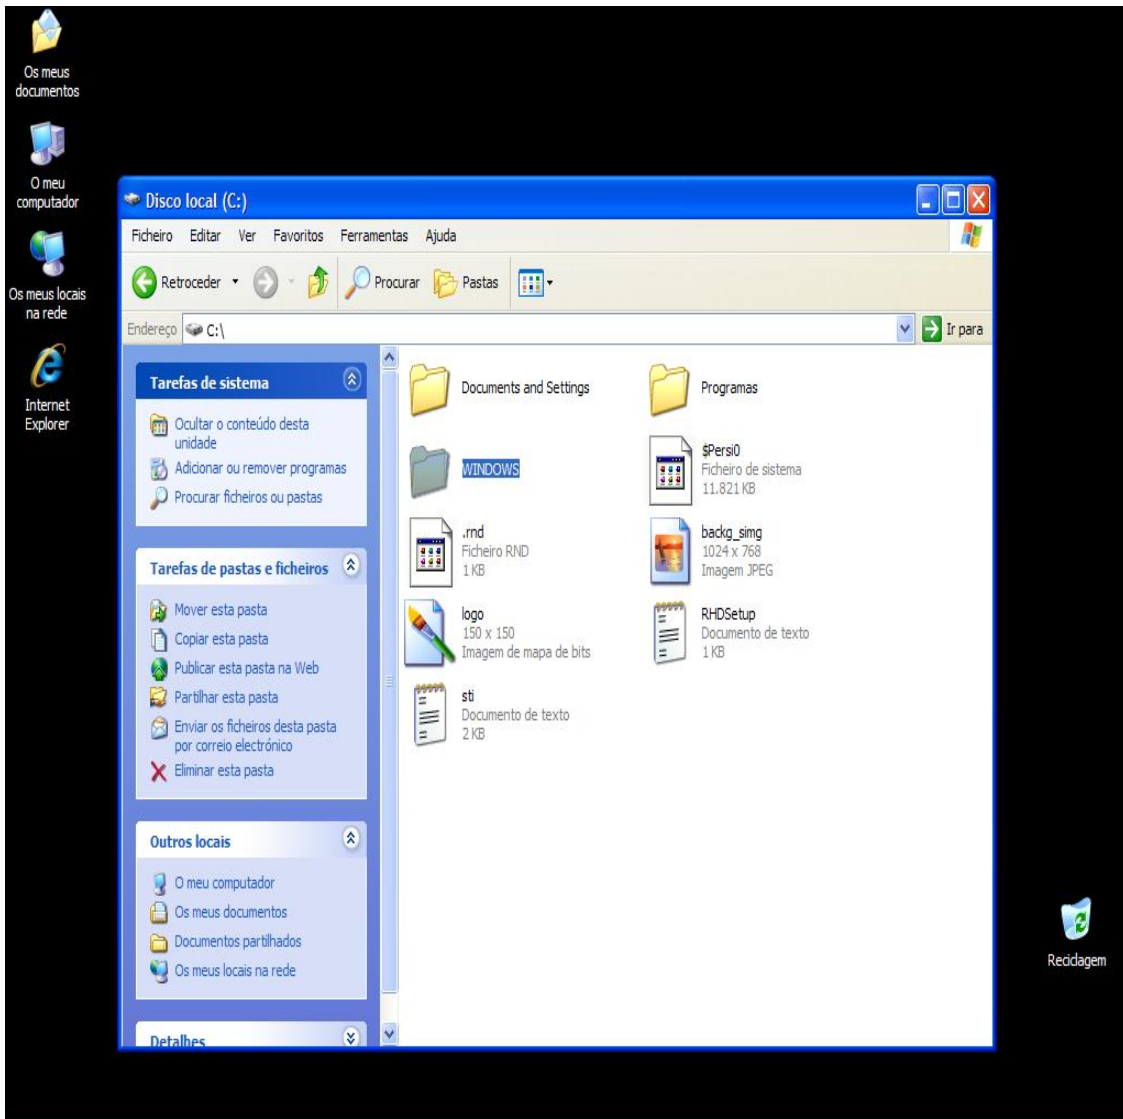 Os meus
documentos
O meu
computador
Os meus locais
na rede
Internet
Explorer
Disco local (C:)
Ficheiro Editar Ver Favoritos Ferramentas Ajuda
Retroceder Procurar Pastas
Endereço C:\ Ir para
Tarefas de sistema
Ocultar o conteúdo desta
unidade
Adicionar ou remover programas
Procurar ficheiros ou pastas
Tarefas de pastas e ficheiros
Mover esta pasta
Copiar esta pasta
Publicar esta pasta na Web
Partilhar esta pasta
Enviar os ficheiros desta pasta
por correio electrónico
Eliminar esta pasta
Outros locais
O meu computador
Os meus documentos
Documentos partilhados
Os meus locais na rede
Detalhes
Documents and Settings
Programas
WINDOWS
$Persi0
Ficheiro de sistema
11.821 KB
.rnd
Ficheiro RND
1 KB
backg_simg
1024 x 768
Imagem JPEG
logo
150 x 150
Imagem de mapa de bits
RHDSetup
Documento de texto
1 KB
sti
Documento de texto
2 KB
Reciclagem